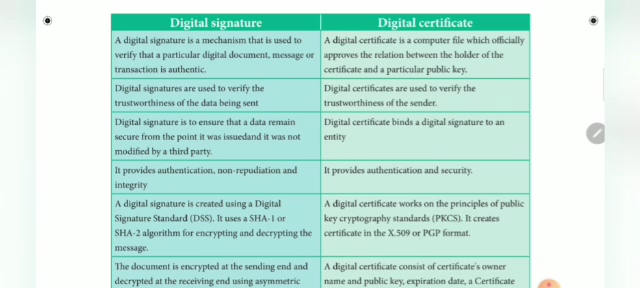 Digital signature
Digital certificate
A digital signature is a mechanism that is used to
verify that a particular digital document, message or
transaction is authentic.
A digital certificate is a computer file which officially
approves the relation between the holder of the
certificate and a particular public key.
Digital signatures are used to verify the
trustworthiness of the data being sent
Digital certificates are used to verify the
trustworthiness of the sender.
Digital signature is to ensure that a data remain
secure from the point it was issuedand it was not
modified by a third party.
Digital certificate binds a digital signature to an
entity
It provides authentication, non-repudiation and
integrity
It provides authentication and security.
A digital signature is created using a Digital
Signature Standard (DSS). It uses a SHA-1 or
SHA-2 algorithm for encrypting and decrypting the
message.
A digital certificate works on the principles of public
key cryptography standards (PKCS). It creates
certificate in the X.509 or PGP format.
The document is encrypted at the sending end and
decrypted at the receiving end using asymmetric
A digital certificate consist of certificate's owner
name and public key, expiration date, a Certificate